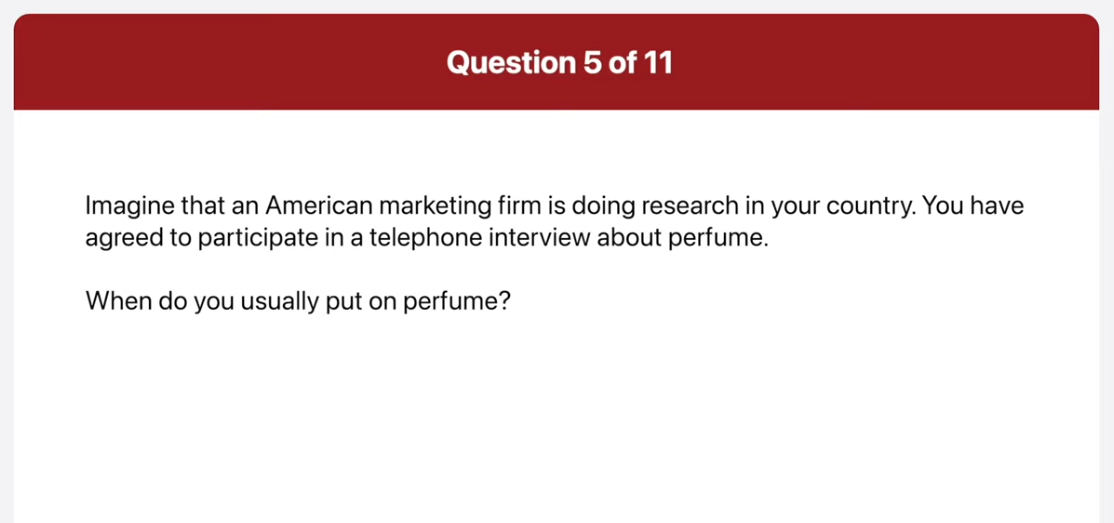 Question 5 of 11
Imagine that an American marketing firm is doing research in your country. You have
agreed to participate in a telephone interview about perfume.
When do you usually put on perfume?